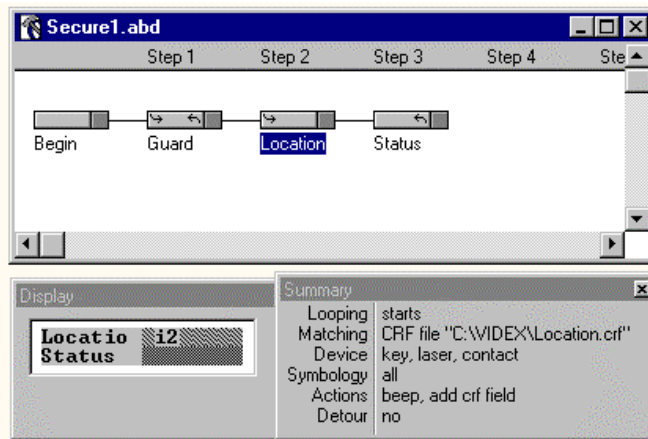 Secure1.abd
Step 1 Step 2 Step 3 Step 4 Ste
Begin Guard Location Status
Display
Locatio i2
Status
Summary
Looping starts
Matching CRF file "C:\VIDEX\Location.crf"
Device key, laser, contact
Symbology all
Actions beep, add crf field
Detour no